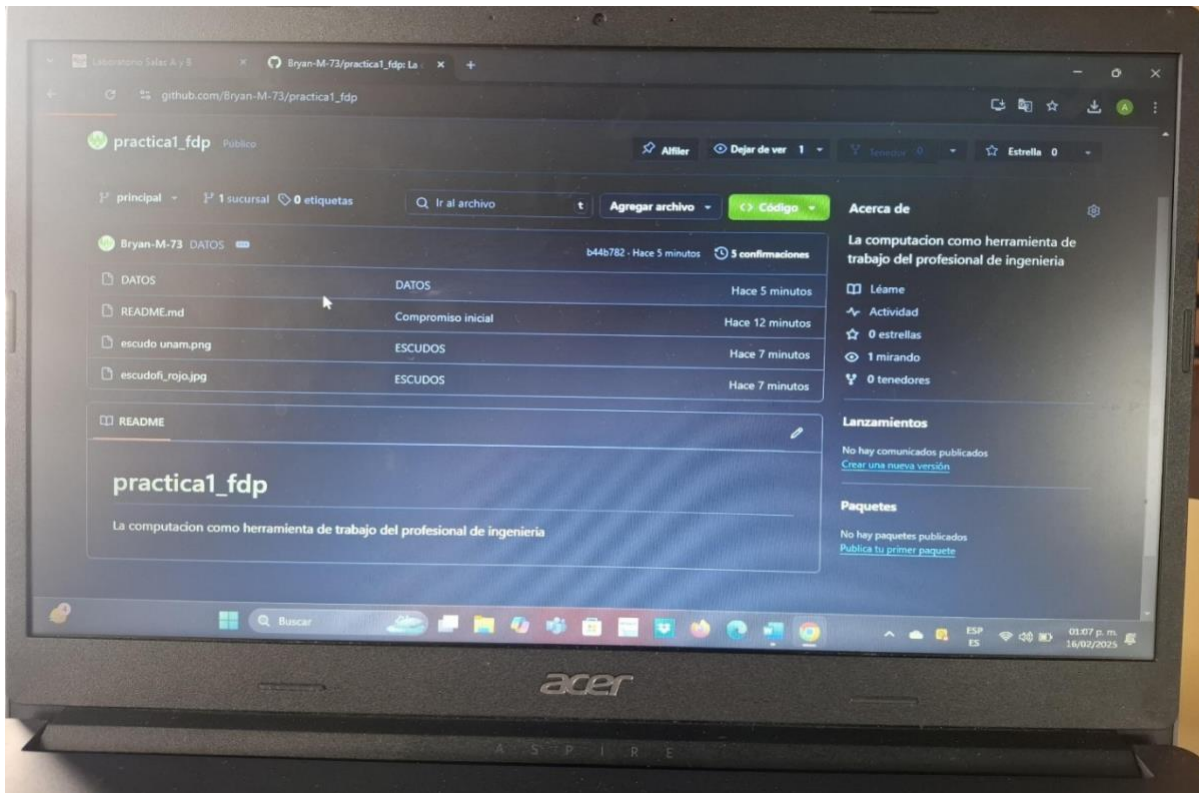 Laboratorio Salas A y B
Bryan-M-73/practica1_fdp: La
github.com/Bryan-M-73/practica1_fdp
practica1_fdp Público
Alfiler
Dejar de ver 1
Tenedor 0
Estrella 0
principal
1 sucursal
0 etiquetas
Ir al archivo t
Agregar archivo
<> Código
Bryan-M-73 DATOS
b44b782 · Hace 5 minutos
5 confirmaciones
DATOS DATOS Hace 5 minutos
README.md Compromiso inicial Hace 12 minutos
escudo unam.png ESCUDOS Hace 7 minutos
escudofi_rojo.jpg ESCUDOS Hace 7 minutos
README
practica1_fdp
La computacion como herramienta de trabajo del profesional de ingenieria
Acerca de
La computacion como herramienta de
trabajo del profesional de ingenieria
Léame
Actividad
0 estrellas
1 mirando
0 tenedores
Lanzamientos
No hay comunicados publicados
Crear una nueva versión
Paquetes
No hay paquetes publicados
Publica tu primer paquete
Buscar
ESP
ES
01:07 p. m.
16/02/2025
acer
ASPIRE